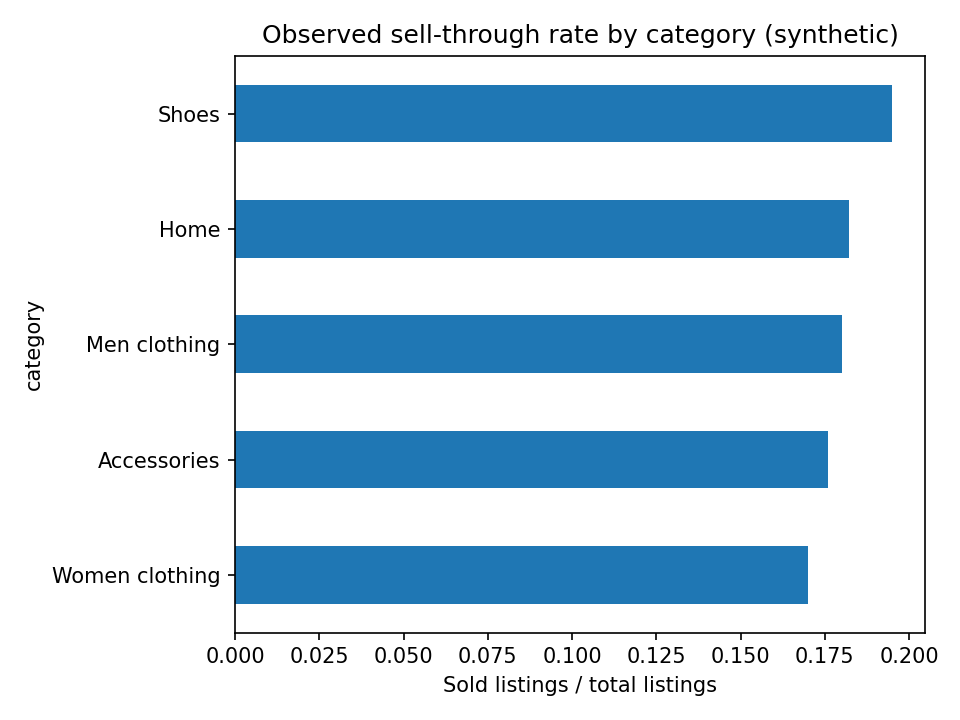 Observed sell-through rate by category (synthetic)
Shoes
Home
Men clothing
Accessories
Women clothing
category
0.000 0.025 0.050 0.075 0.100 0.125 0.150 0.175 0.200
Sold listings / total listings